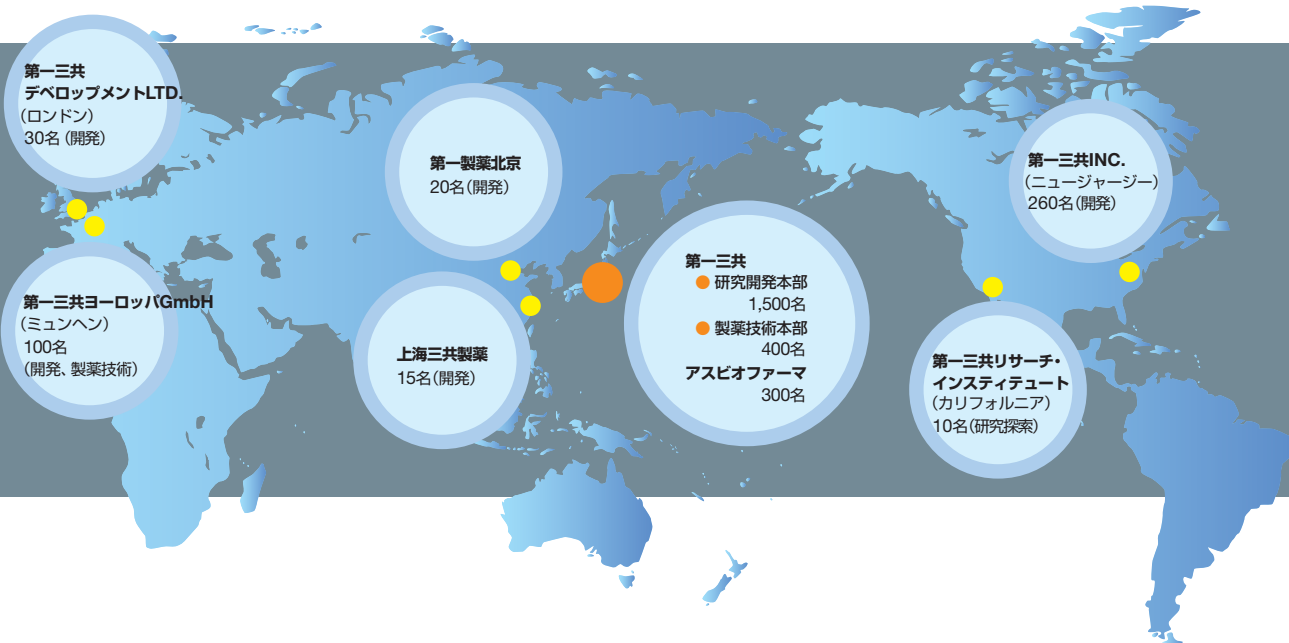 第一三共
デベロップメントLTD.
(ロンドン)
30名(開発)
第一三共ヨーロッパGmbH
(ミュンヘン)
100名
(開発、製薬技術)
第一製薬北京
20名(開発)
上海三共製薬
15名(開発)
第一三共
研究開発本部
1,500名
製薬技術本部
400名
アスビオファーマ
300名
第一三共INC.
(ニュージャージー)
260名(開発)
第一三共リサーチ・
インスティテュート
(カリフォルニア)
10名(研究探索)